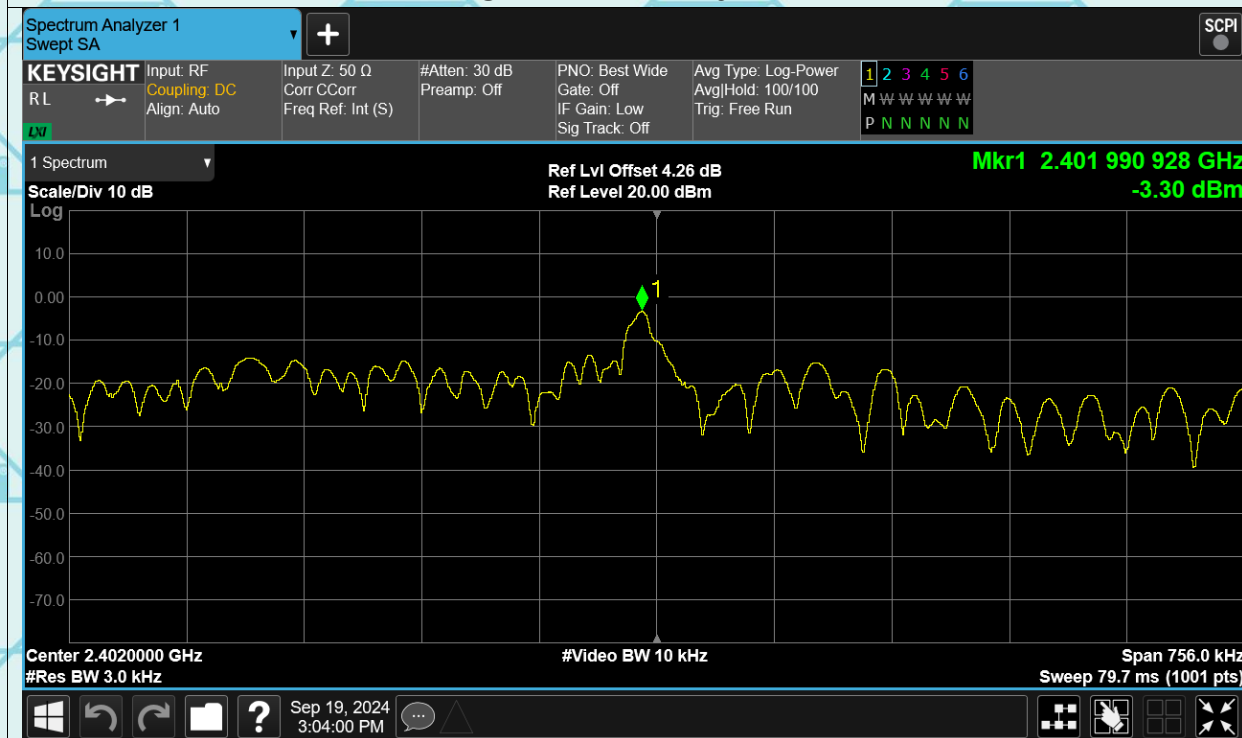 Spectrum Analyzer 1
Swept SA
+
SCPI
KEYSIGHT
R L
LXI
Input: RF
Coupling: DC
Align: Auto
Input Z: 50 Ω
Corr CCorr
Freq Ref: Int (S)
#Atten: 30 dB
Preamp: Off
PNO: Best Wide
Gate: Off
IF Gain: Low
Sig Track: Off
Avg Type: Log-Power
Avg|Hold: 100/100
Trig: Free Run
1 2 3 4 5 6
M W W W W W
P N N N N N
1 Spectrum
Scale/Div 10 dB
Log
Ref Lvl Offset 4.26 dB
Ref Level 20.00 dBm
Mkr1 2.401 990 928 GHz
-3.30 dBm
1
10.0
0.00
-10.0
-20.0
-30.0
-40.0
-50.0
-60.0
-70.0
Center 2.4020000 GHz
#Res BW 3.0 kHz
#Video BW 10 kHz
Span 756.0 kHz
Sweep 79.7 ms (1001 pts)
?
Sep 19, 2024
3:04:00 PM